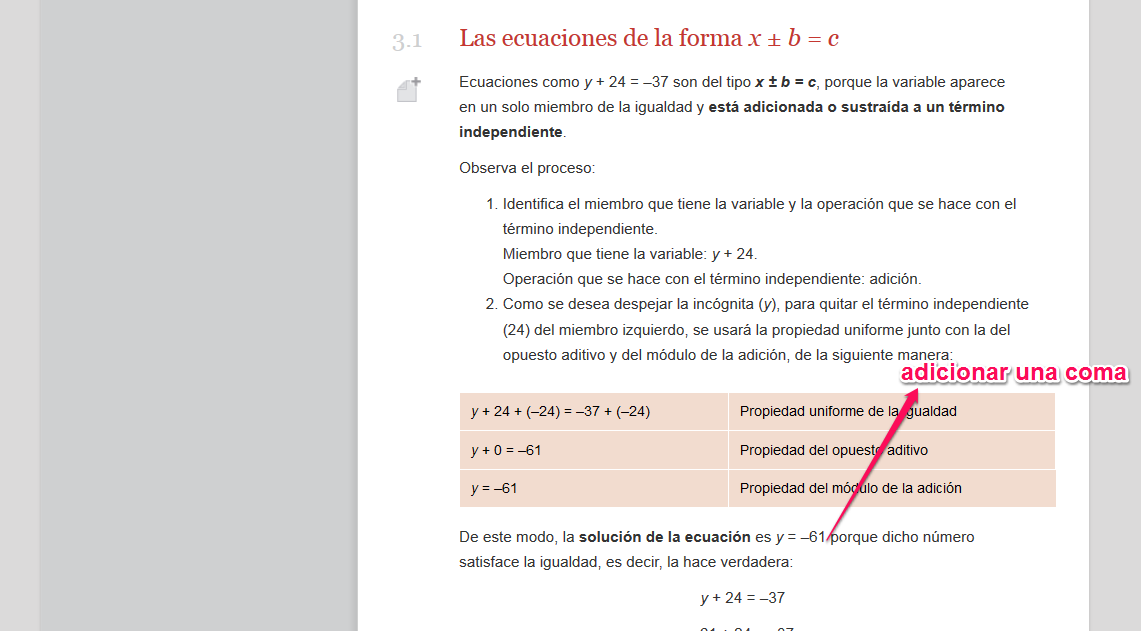 3.1 Las ecuaciones de la forma x ± b = c
Ecuaciones como y + 24 = –37 son del tipo x ± b = c, porque la variable aparece
en un solo miembro de la igualdad y está adicionada o sustraída a un término
independiente.
Observa el proceso:
1. Identifica el miembro que tiene la variable y la operación que se hace con el
término independiente.
Miembro que tiene la variable: y + 24.
Operación que se hace con el término independiente: adición.
2. Como se desea despejar la incógnita (y), para quitar el término independiente
(24) del miembro izquierdo, se usará la propiedad uniforme junto con la del
opuesto aditivo y del módulo de la adición, de la siguiente manera:
adicionar una coma
y + 24 + (–24) = –37 + (–24) Propiedad uniforme de la igualdad
y + 0 = –61 Propiedad del opuesto aditivo
y = –61 Propiedad del módulo de la adición
De este modo, la solución de la ecuación es y = –61 porque dicho número
satisface la igualdad, es decir, la hace verdadera:
y + 24 = –37